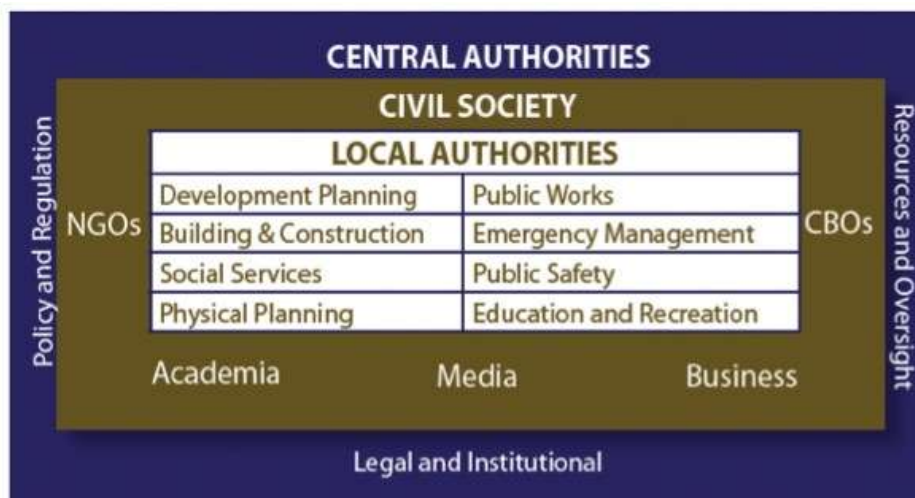 CENTRAL AUTHORITIES
CIVIL SOCIETY
LOCAL AUTHORITIES
Development Planning
Public Works
Building & Construction
Emergency Management
Social Services
Public Safety
Physical Planning
Education and Recreation
NGOs
CBOs
Policy and Regulation
Resources and Oversight
Academia
Media
Business
Legal and Institutional